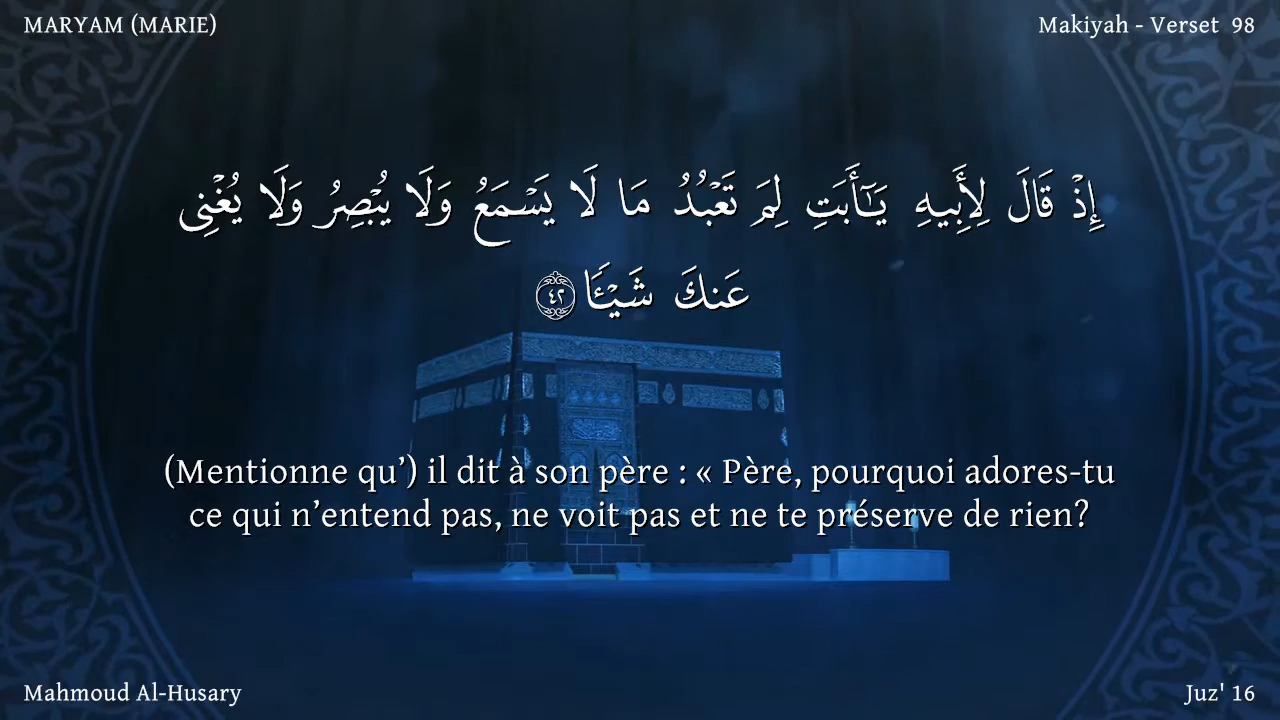 MARYAM (MARIE)
Makiyah - Verset 98
إِذْ قَالَ لِأَبِيهِ يَـٰٓأَبَتِ لِمَ تَعْبُدُ مَا لَا يَسْمَعُ وَلَا يُبْصِرُ وَلَا يُغْنِى
عَنكَ شَيْـًٔا ٤٢
(Mentionne qu’) il dit à son père : « Père, pourquoi adores-tu
ce qui n’entend pas, ne voit pas et ne te préserve de rien?
Mahmoud Al-Husary
Juz' 16